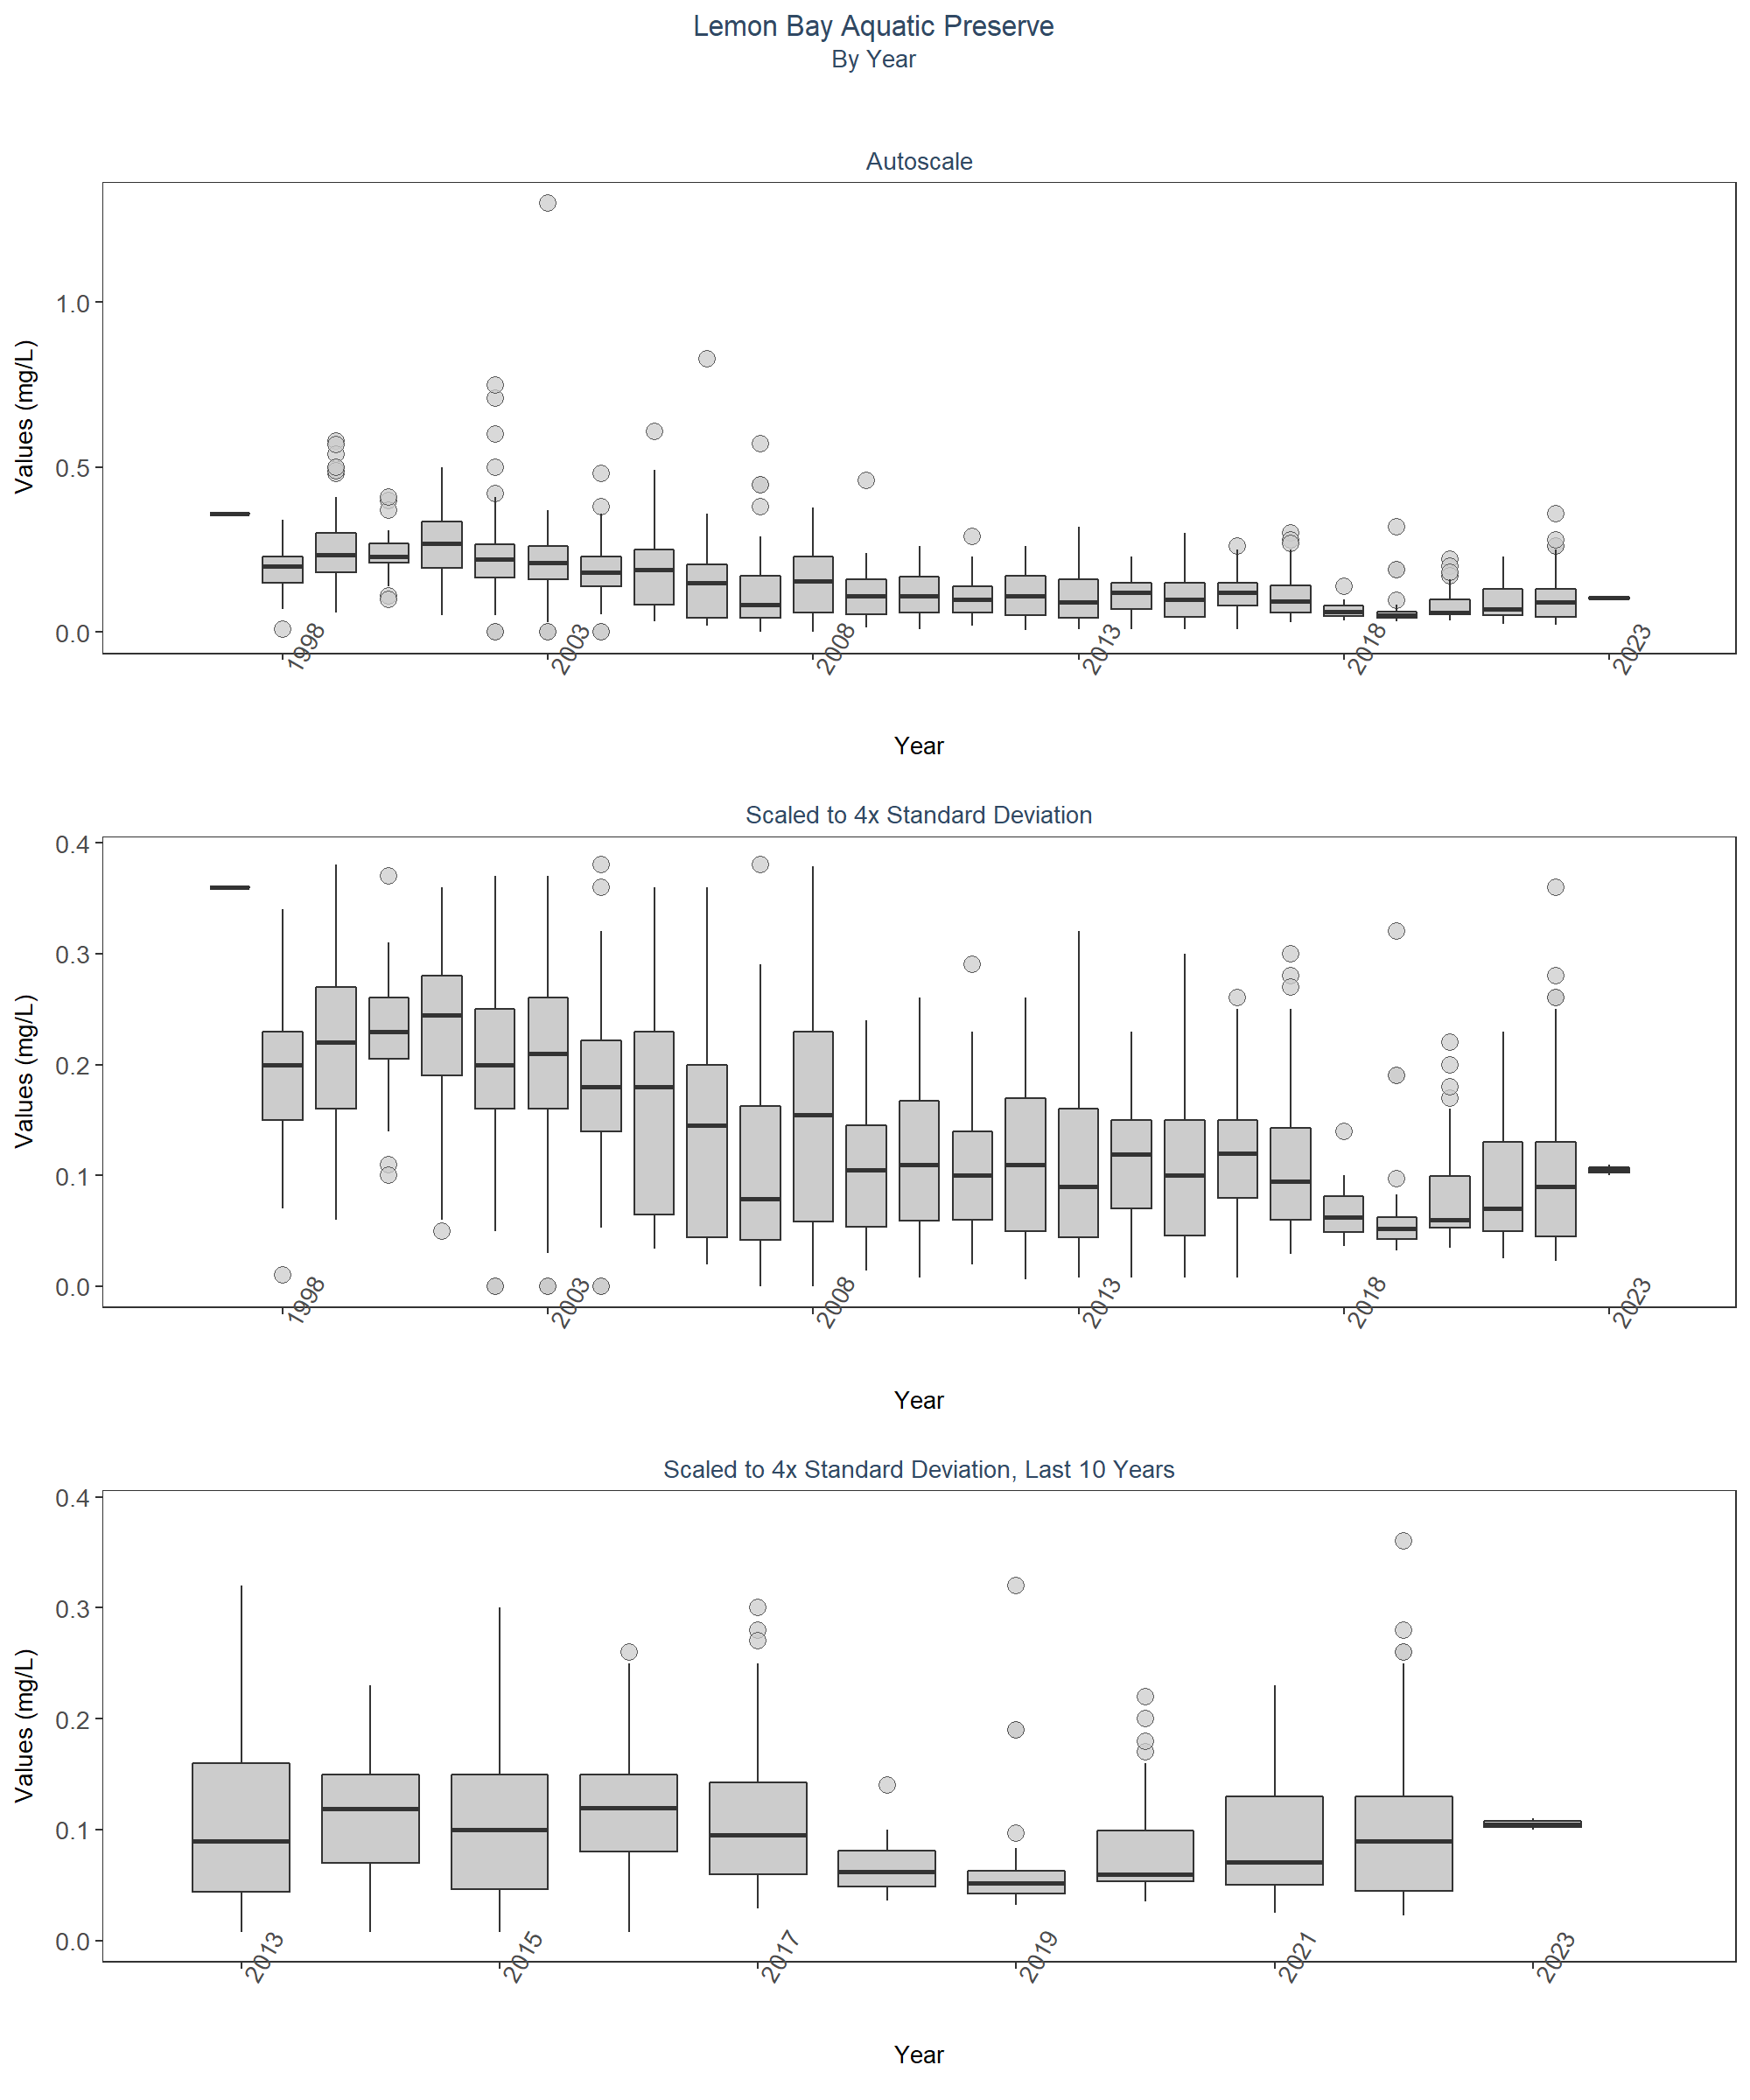 Lemon Bay Aquatic Preserve
By Year
Autoscale
Values (mg/L)
1.0
0.5
0.0
1998 2003 2008 2013 2018 2023
Year
Scaled to 4x Standard Deviation
Values (mg/L)
0.4
0.3
0.2
0.1
0.0
1998 2003 2008 2013 2018 2023
Year
Scaled to 4x Standard Deviation, Last 10 Years
Values (mg/L)
0.4
0.3
0.2
0.1
0.0
2013 2015 2017 2019 2021 2023
Year